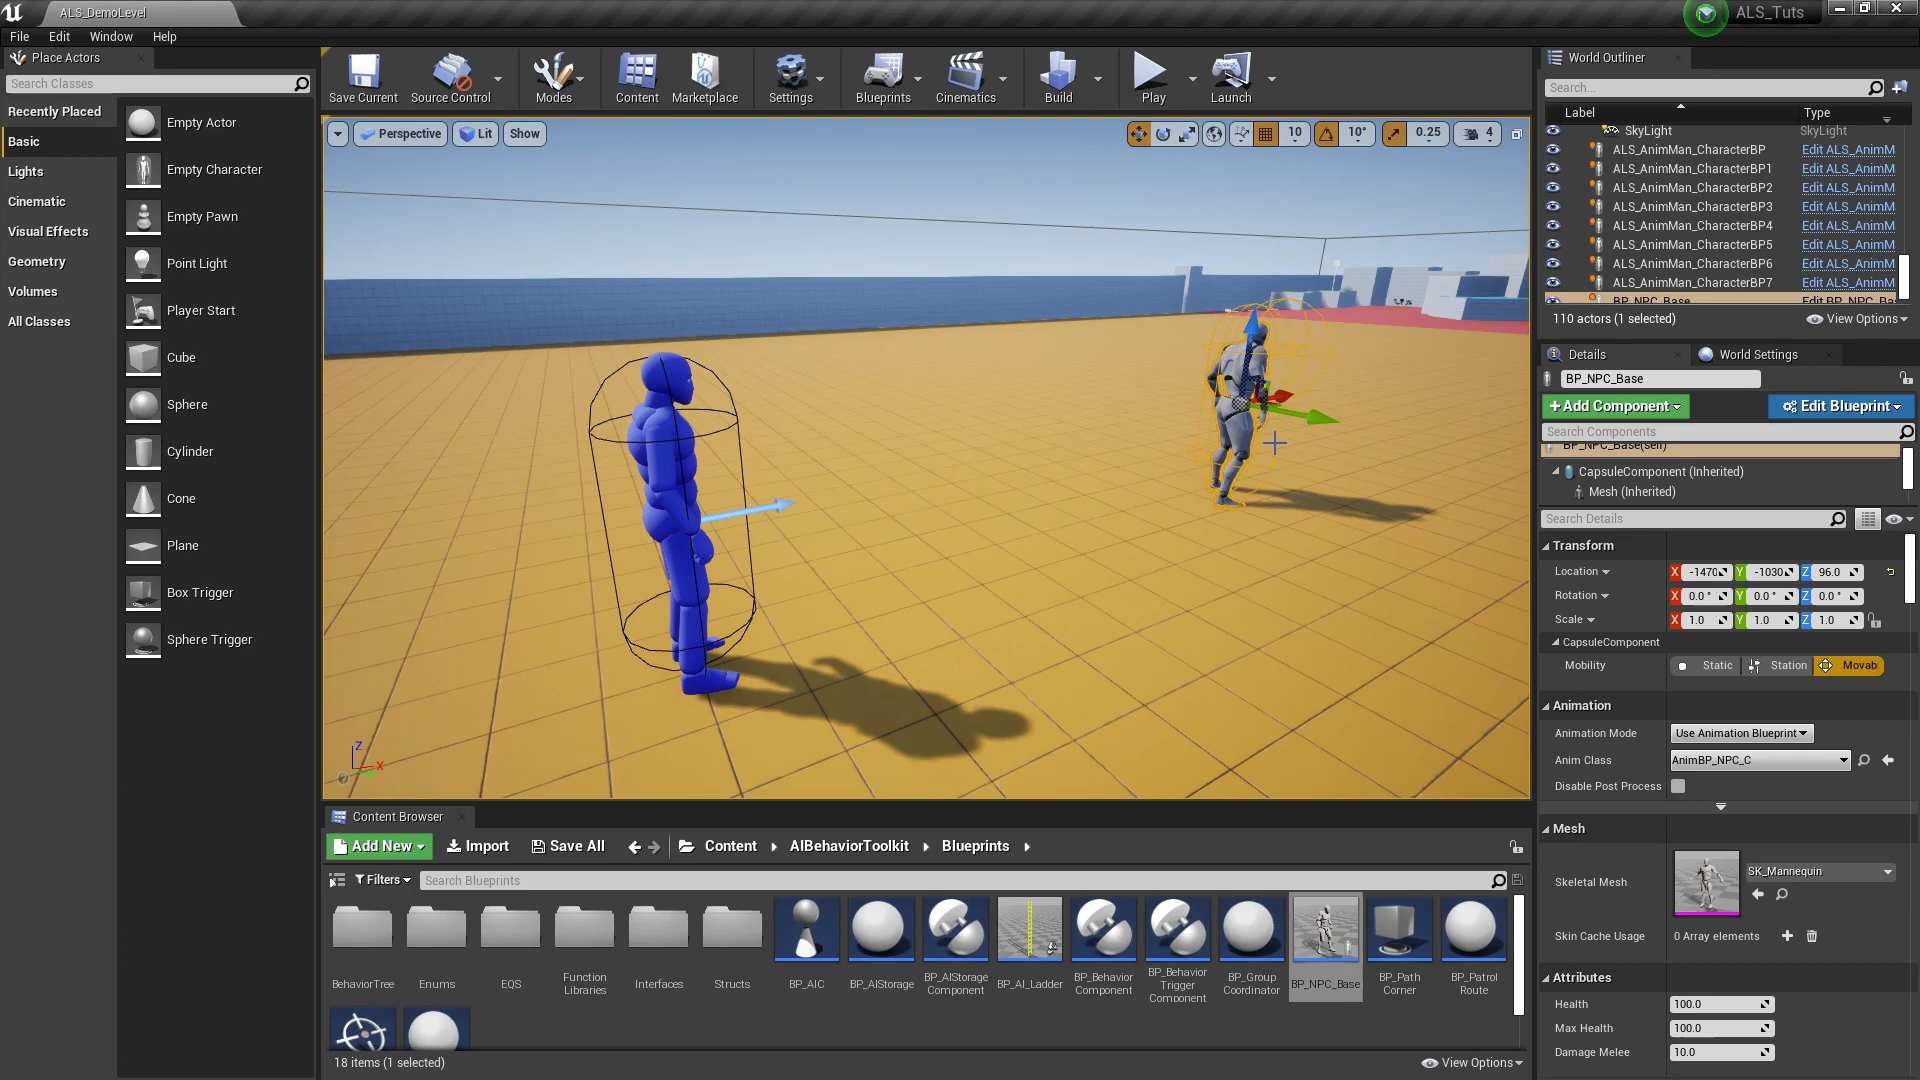 ALS_DemoLevel
ALS_Tuts
File Edit Window Help
Place Actors
Search Classes
Recently Placed
Basic
Lights
Cinematic
Visual Effects
Geometry
Volumes
All Classes
Empty Actor
Empty Character
Empty Pawn
Point Light
Player Start
Cube
Sphere
Cylinder
Cone
Plane
Box Trigger
Sphere Trigger
Save Current Source Control Modes Content Marketplace Settings Blueprints Cinematics Build Play Launch
Perspective Lit Show
10 10° 0.25 4
Z
X
Y
World Outliner
Search...
Label Type
SkyLight SkyLight
ALS_AnimMan_CharacterBP Edit ALS_AnimM
ALS_AnimMan_CharacterBP1 Edit ALS_AnimM
ALS_AnimMan_CharacterBP2 Edit ALS_AnimM
ALS_AnimMan_CharacterBP3 Edit ALS_AnimM
ALS_AnimMan_CharacterBP4 Edit ALS_AnimM
ALS_AnimMan_CharacterBP5 Edit ALS_AnimM
ALS_AnimMan_CharacterBP6 Edit ALS_AnimM
ALS_AnimMan_CharacterBP7 Edit ALS_AnimM
BP_NPC_Base Edit BP_NPC_Ba
110 actors (1 selected) View Options
Details World Settings
BP_NPC_Base
+Add Component Edit Blueprint
Search Components
BP_NPC_Base(self)
CapsuleComponent (Inherited)
Mesh (Inherited)
Search Details
Transform
Location X -1470 Y -1030 Z 96.0
Rotation X 0.0 ° Y 0.0 ° Z 0.0 °
Scale X 1.0 Y 1.0 Z 1.0
CapsuleComponent
Mobility Static Station Movab
Animation
Animation Mode Use Animation Blueprint
Anim Class AnimBP_NPC_C
Disable Post Process
Mesh
Skeletal Mesh SK_Mannequin
Skin Cache Usage 0 Array elements
Attributes
Health 100.0
Max Health 100.0
Damage Melee 10.0
Content Browser
Add New Import Save All Content AIBehaviorToolkit Blueprints
Filters Search Blueprints
BehaviorTree
Enums
EQS
Function
Libraries
Interfaces
Structs
BP_AIC
BP_AIStorage
BP_AIStorage
Component
BP_AI_Ladder
BP_Behavior
Component
BP_Behavior
Trigger
Component
BP_Group
Coordinator
BP_NPC_Base
BP_Path
Corner
BP_Patrol
Route
18 items (1 selected) View Options